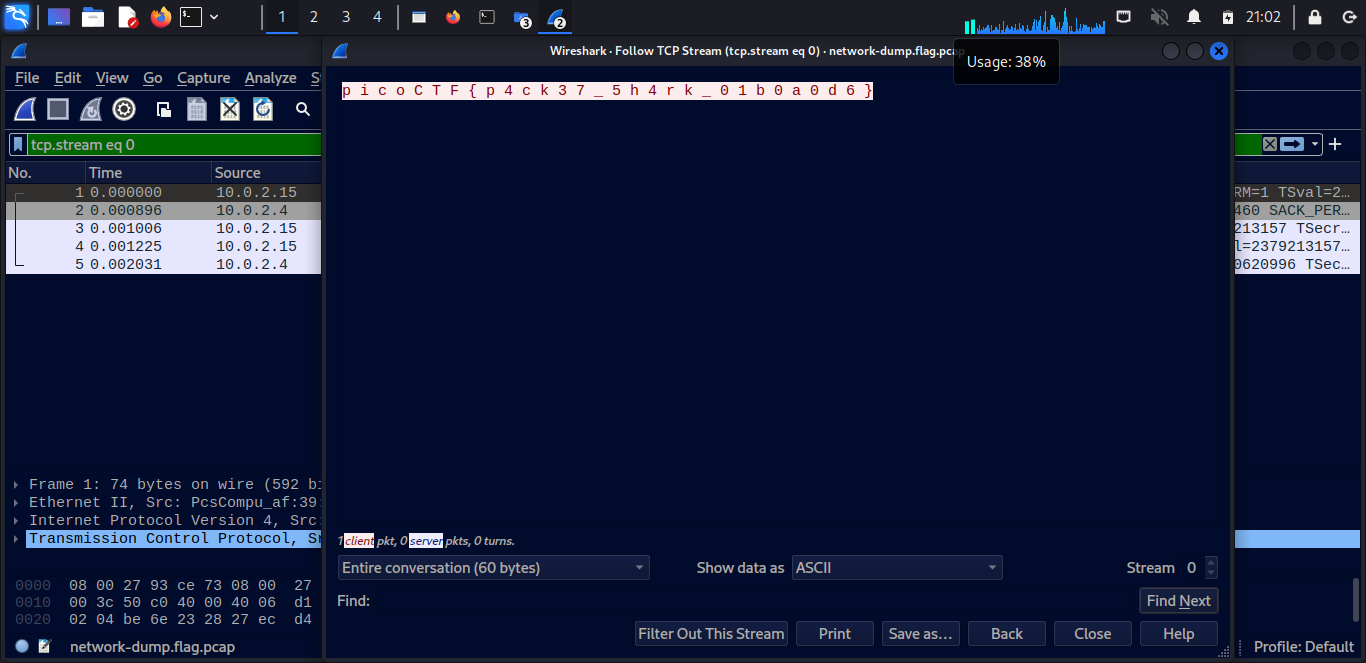 1 2 3 4 3 2 21:02
Wireshark · Follow TCP Stream (tcp.stream eq 0) · network-dump.flag.pcap
Usage: 38%
File Edit View Go Capture Analyze
p i c o C T F { p 4 c k 3 7 _ 5 h 4 r k _ 0 1 b 0 a 0 d 6 }
tcp.stream eq 0
No. Time Source
1 0.000000 10.0.2.15 RM=1 TSval=2…
2 0.000896 10.0.2.4 460 SACK_PER…
3 0.001006 10.0.2.15 213157 TSecr…
4 0.001225 10.0.2.15 l=2379213157…
5 0.002031 10.0.2.4 0620996 TSec…
Frame 1: 74 bytes on wire (592 bi
Ethernet II, Src: PcsCompu_af:39:
Internet Protocol Version 4, Src:
Transmission Control Protocol, Sr
0000 08 00 27 93 ce 73 08 00 27
0010 00 3c 50 c0 40 00 40 06 d1
0020 02 04 be 6e 23 28 27 ec d4
network-dump.flag.pcap
1 client pkt, 0 server pkts, 0 turns.
Entire conversation (60 bytes) Show data as ASCII Stream 0
Find: Find Next
Filter Out This Stream Print Save as… Back Close Help
Profile: Default